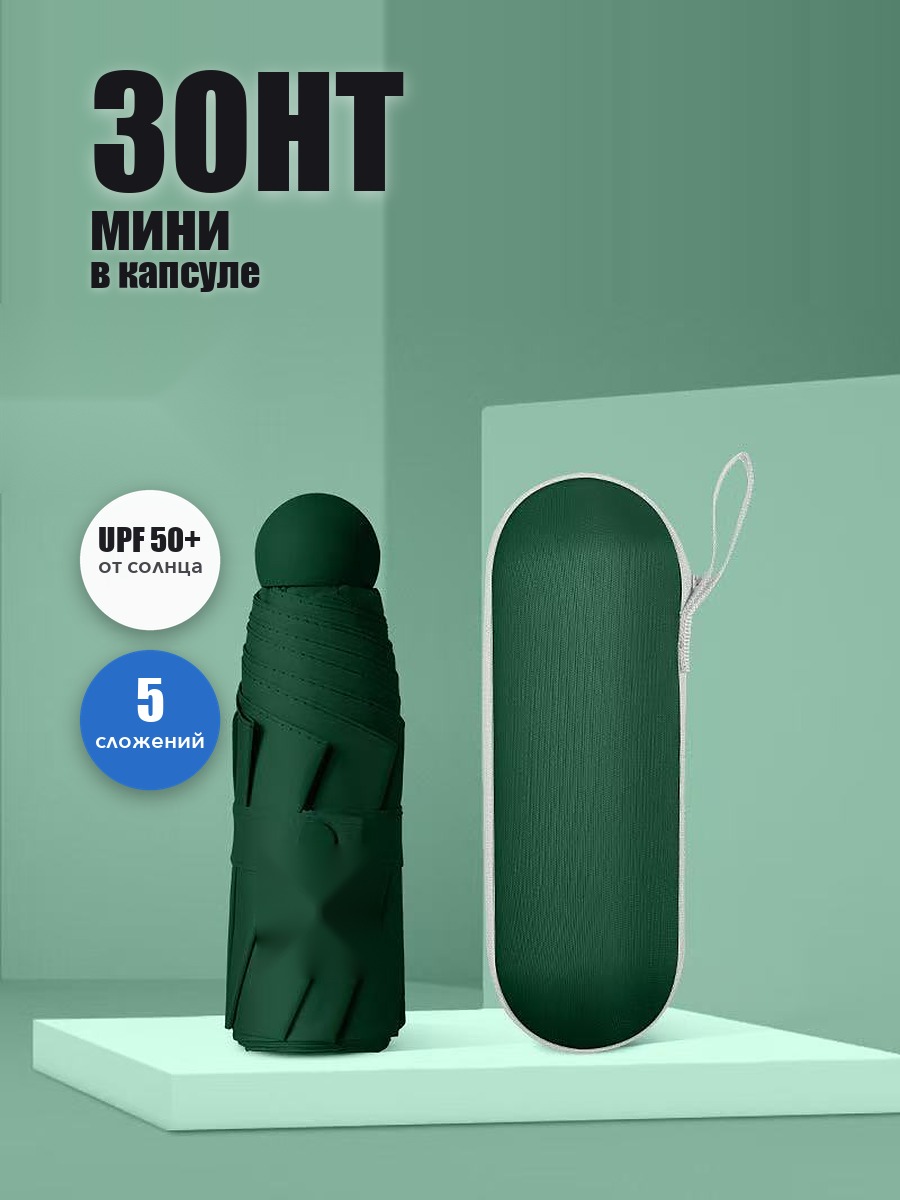 ЗОНТ
МИНИ
в капсуле
UPF 50+
от солнца
5
сложений